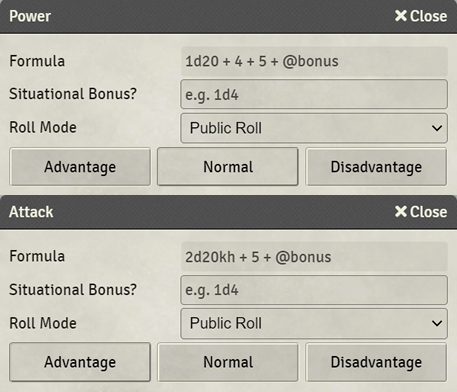 Power
Close
Formula 1d20 + 4 + 5 + @bonus
Situational Bonus? e.g. 1d4
Roll Mode Public Roll
Advantage Normal Disadvantage
Attack
Close
Formula 2d20kh + 5 + @bonus
Situational Bonus? e.g. 1d4
Roll Mode Public Roll
Advantage Normal Disadvantage